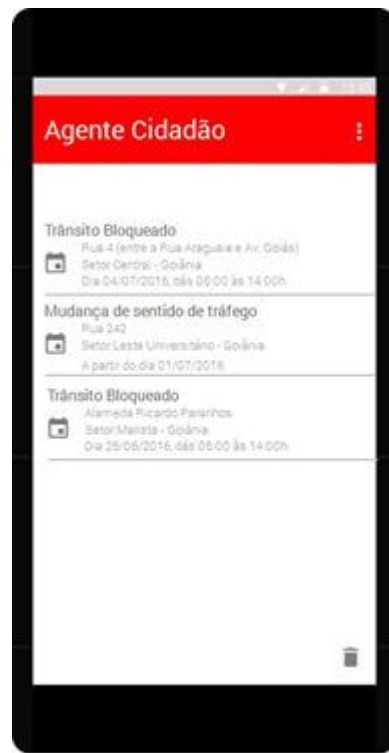 Agente Cidadão
Trânsito Bloqueado
Rua 4 (entre a Rua Araguaia e Av. Goiás)
Setor Central - Goiânia
Dia 04/07/2016, das 06:00 às 14:00h
Mudança de sentido de tráfego
Rua 242
Setor Leste Universitário - Goiânia
A partir do dia 01/07/2016
Trânsito Bloqueado
Alameda Ricardo Paranhos
Setor Marista - Goiânia
Dia 25/06/2016, das 06:00 às 14:00h